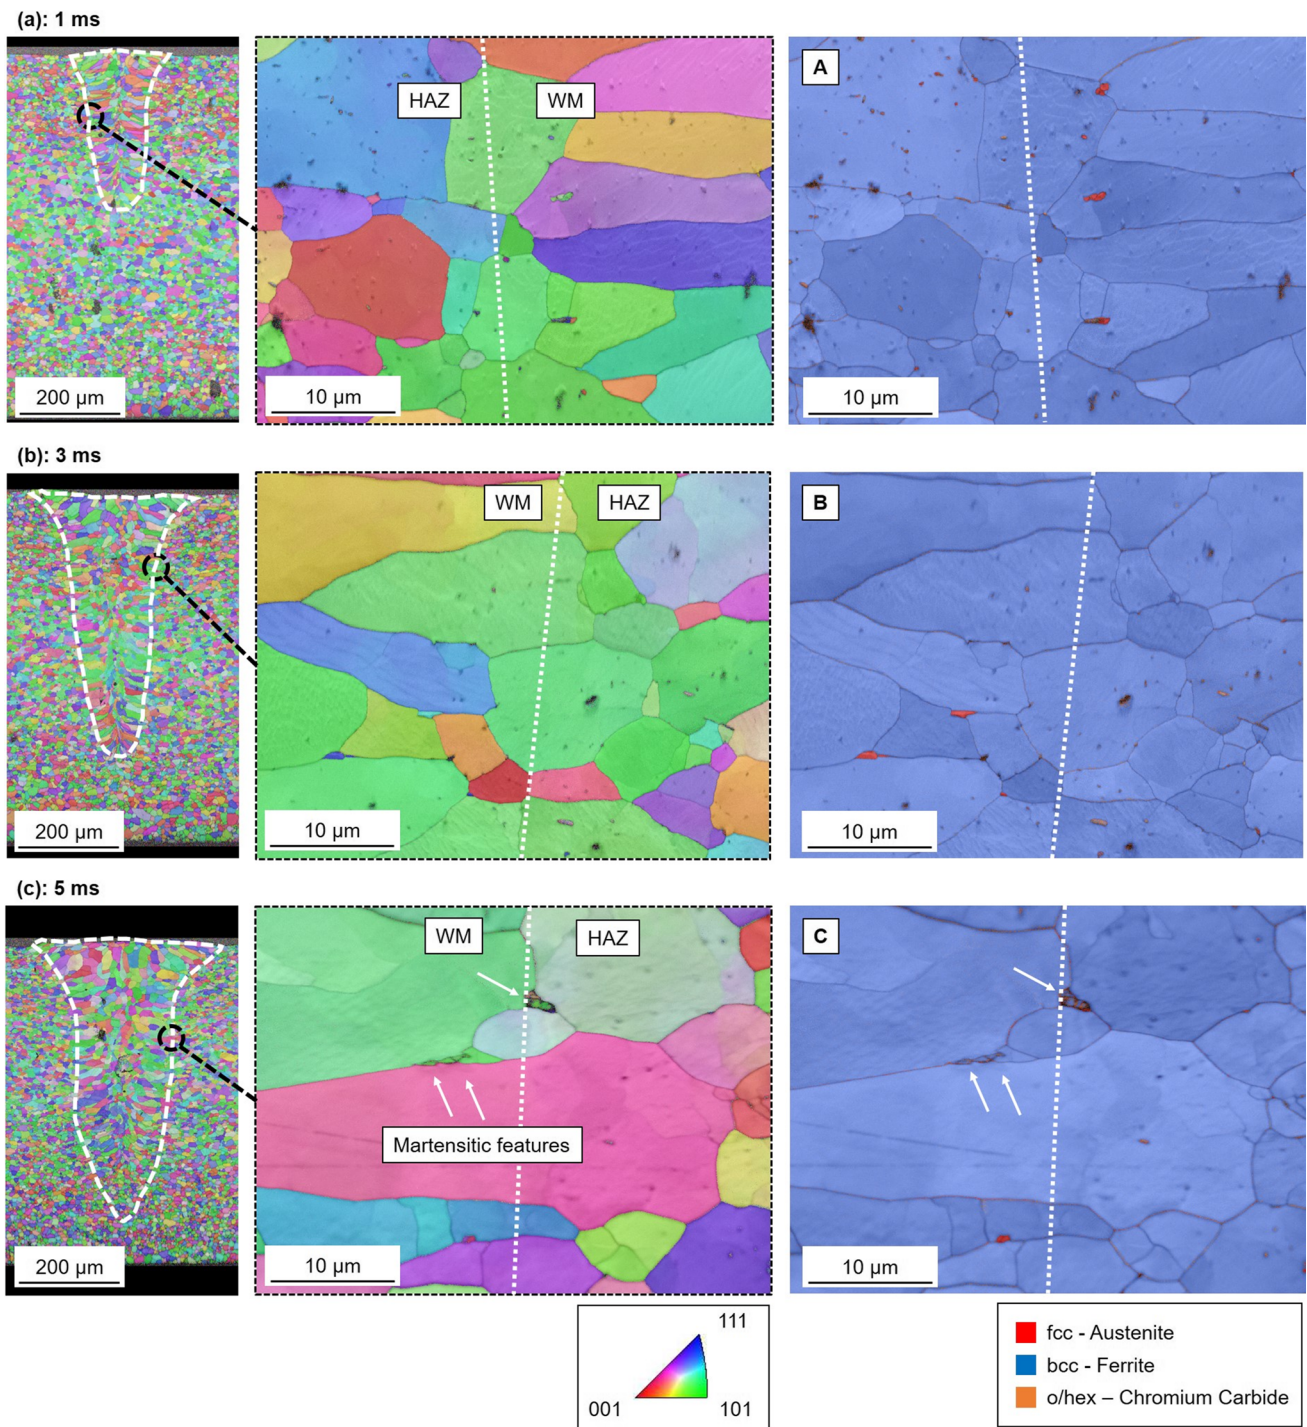 (a): 1 ms
HAZ
WM
A
200 µm
10 µm
10 µm
(b): 3 ms
WM
HAZ
B
200 µm
10 µm
10 µm
(c): 5 ms
WM
HAZ
C
Martensitic features
200 µm
10 µm
10 µm
111
001
101
fcc - Austenite
bcc - Ferrite
o/hex – Chromium Carbide